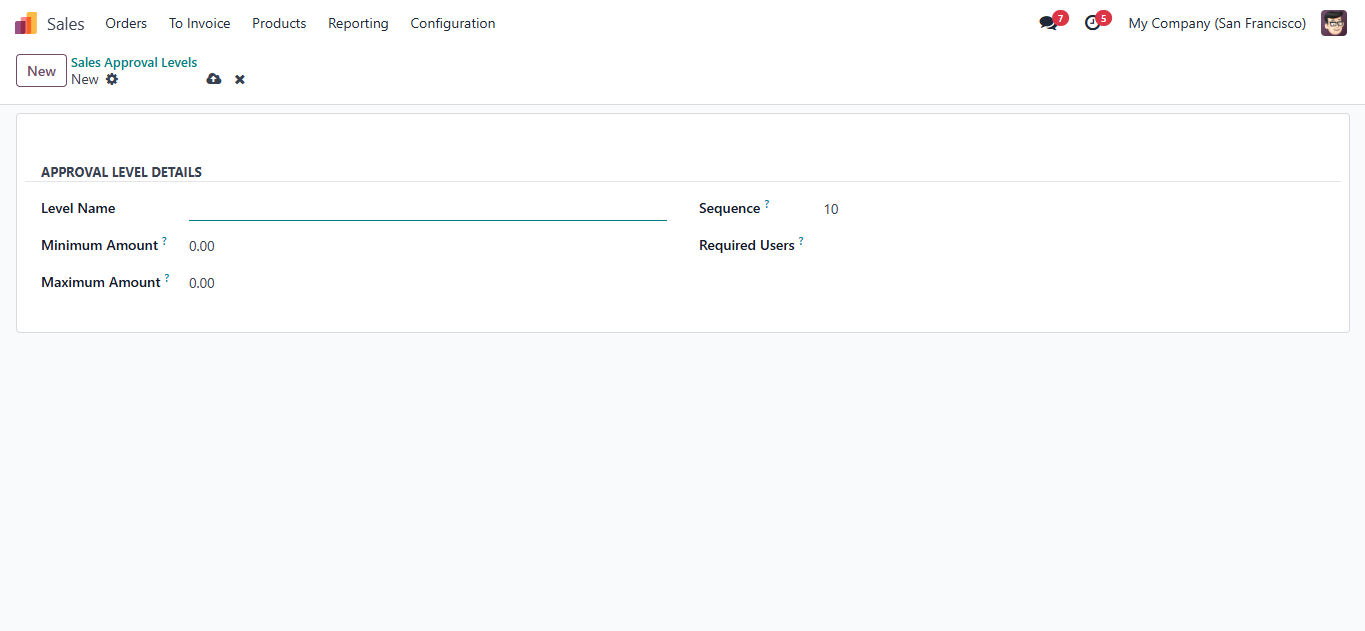 Sales Orders To Invoice Products Reporting Configuration 7 5 My Company (San Francisco)
New Sales Approval Levels
New
APPROVAL LEVEL DETAILS
Level Name Sequence ? 10
Minimum Amount ? 0.00 Required Users ?
Maximum Amount ? 0.00